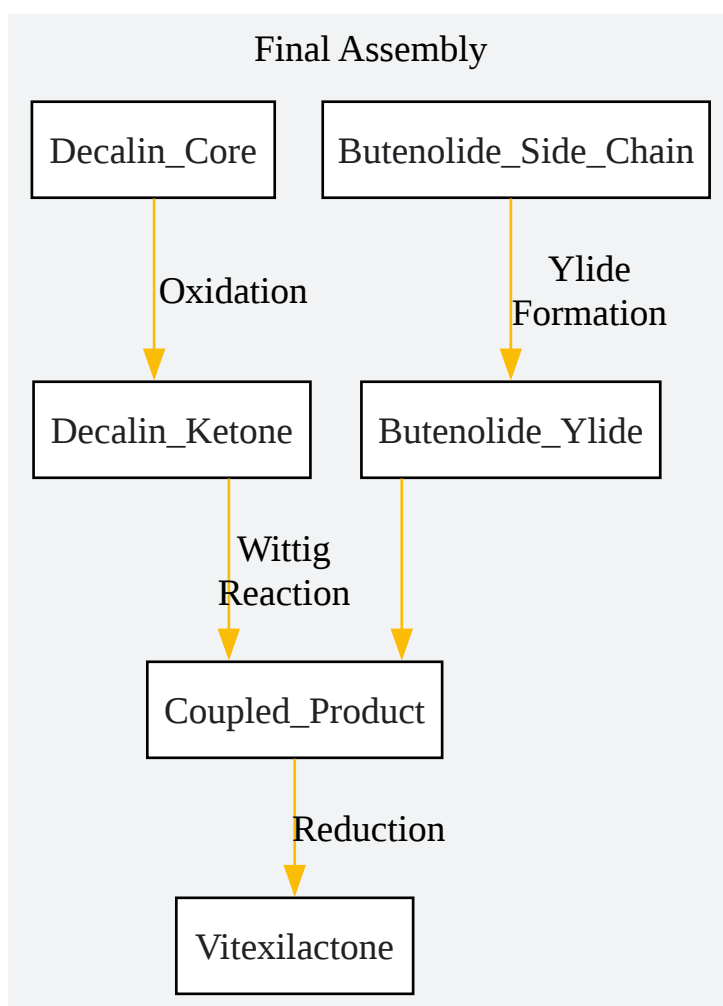 Final Assembly
Decalin_Core
Butenolide_Side_Chain
Oxidation
Ylide
Formation
Decalin_Ketone
Butenolide_Ylide
Wittig
Reaction
Coupled_Product
Reduction
Vitexilactone